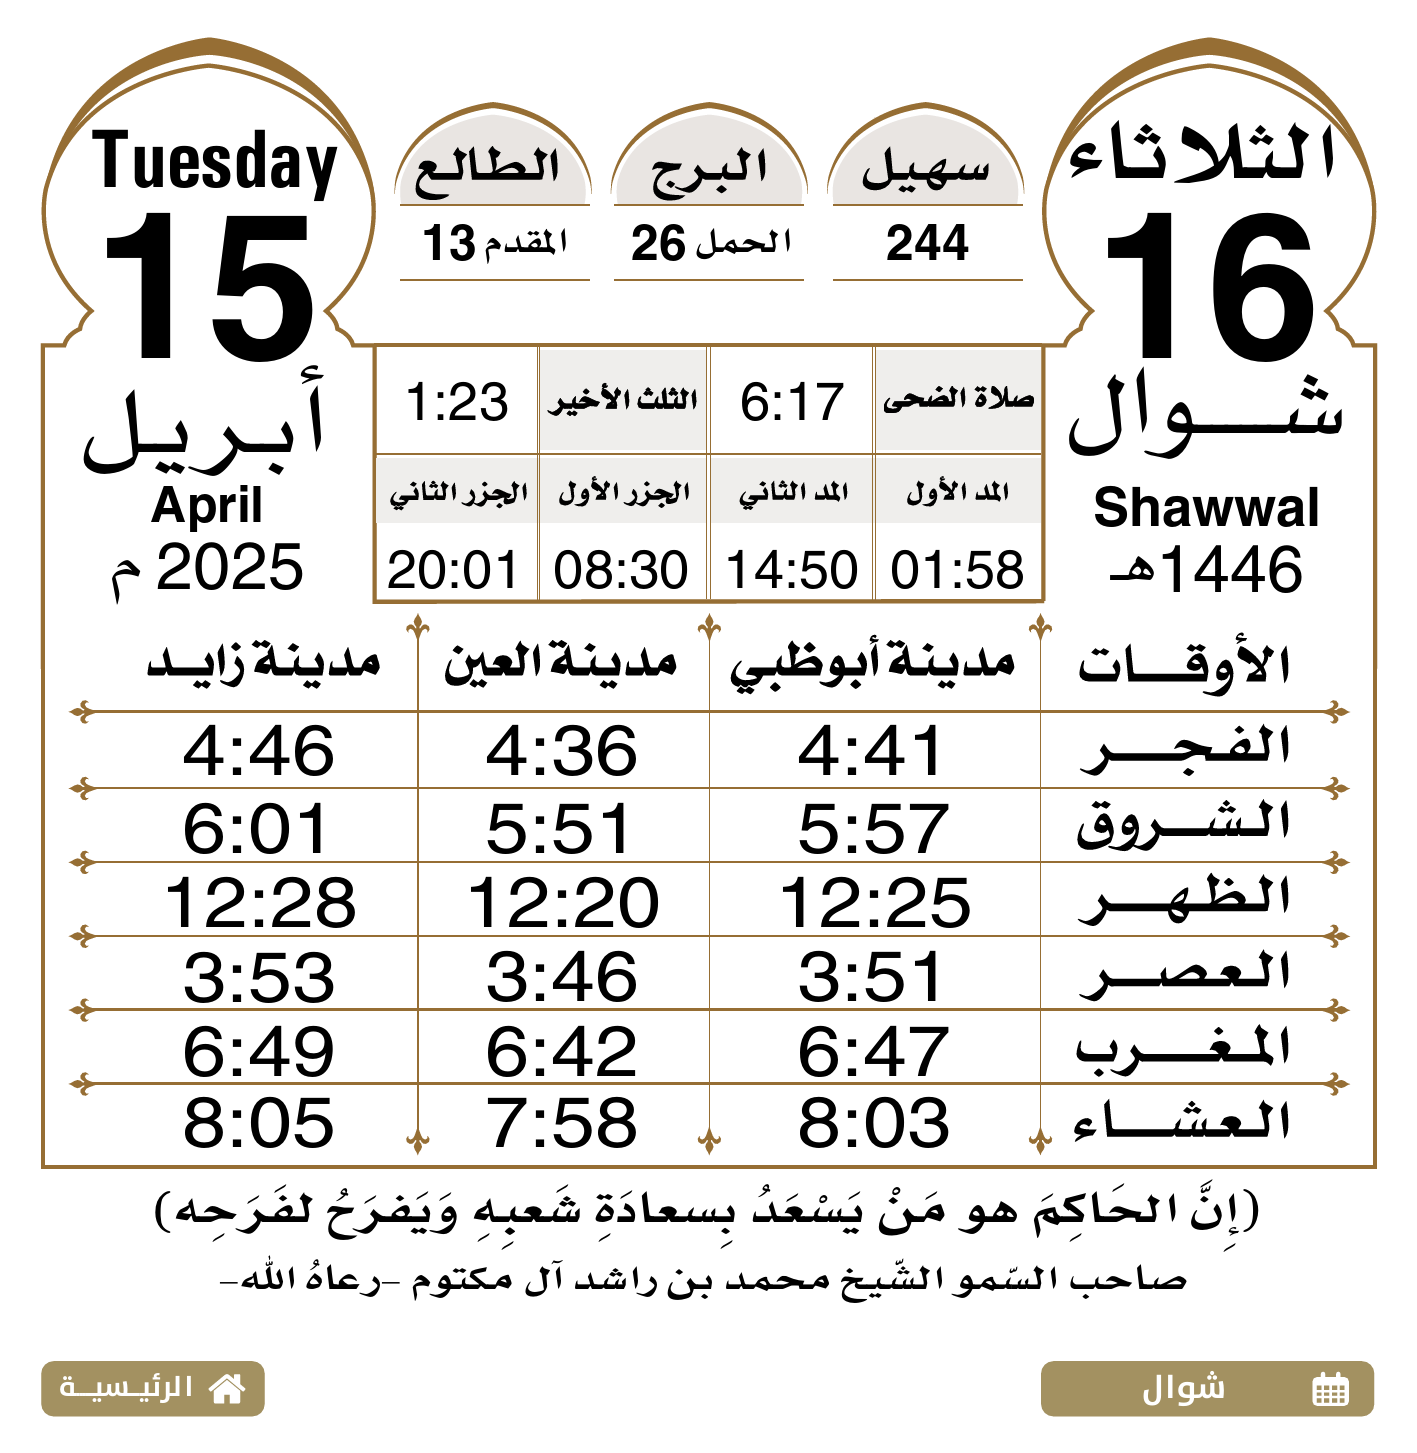 الثلاثاء
16
شوال
Shawwal
1446هـ
سهيل
244
البرج
الحمل 26
الطالع
المقدم 13
Tuesday
15
أبريل
April
2025 م
صلاة الضحى 6:17 الثلث الأخير 1:23
المد الأول المد الثاني الجزر الأول الجزر الثاني
01:58 14:50 08:30 20:01
الأوقات مدينة أبوظبي مدينة العين مدينة زايد
الفجر 4:41 4:36 4:46
الشروق 5:57 5:51 6:01
الظهر 12:25 12:20 12:28
العصر 3:51 3:46 3:53
المغرب 6:47 6:42 6:49
العشاء 8:03 7:58 8:05
(إِنَّ الحَاكِمَ هو مَنْ يَسْعَدُ بِسعادَةِ شَعبِهِ وَيَفرَحُ لفَرَحِه)
صاحب السّمو الشّيخ محمد بن راشد آل مكتوم –رعاهُ الله–
شوال
الرئيسية